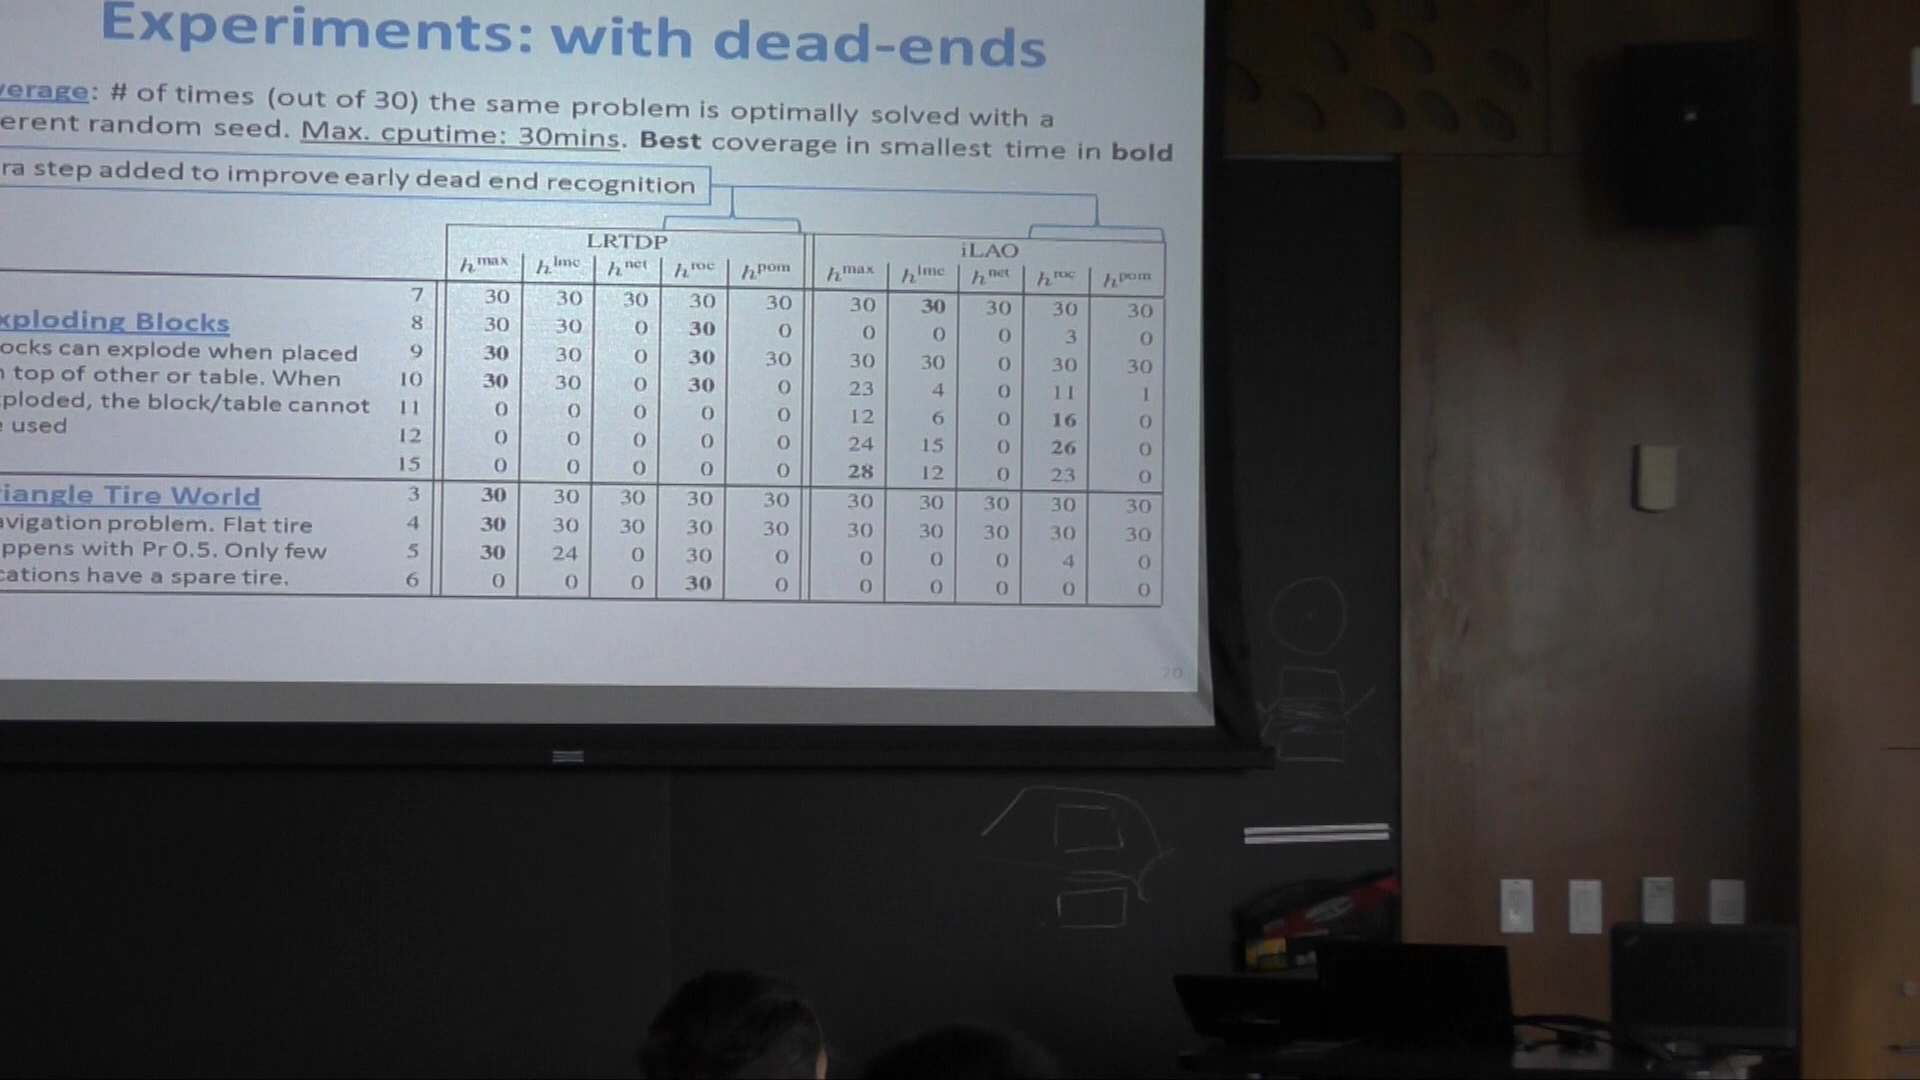 Experiments: with dead-ends
verage: # of times (out of 30) the same problem is optimally solved with a
erent random seed. Max. cputime: 30mins. Best coverage in smallest time in bold
ra step added to improve early dead end recognition
LRTDP iLAO
h^max h^lmc h^net h^roc h^pom h^max h^lmc h^net h^roc h^pom
7 30 30 30 30 30 30 30 30 30 30
xploding Blocks 8 30 30 0 30 0 0 0 0 3 0
ocks can explode when placed 9 30 30 0 30 30 30 30 0 30 30
n top of other or table. When 10 30 30 0 30 0 23 4 0 11 1
ploded, the block/table cannot 11 0 0 0 0 0 12 6 0 16 0
e used 12 0 0 0 0 0 24 15 0 26 0
15 0 0 0 0 0 28 12 0 23 0
iangle Tire World 3 30 30 30 30 30 30 30 30 30 30
avigation problem. Flat tire 4 30 30 30 30 30 30 30 30 30 30
ppens with Pr 0.5. Only few 5 30 24 0 30 0 0 0 0 4 0
cations have a spare tire. 6 0 0 0 30 0 0 0 0 0 0
20